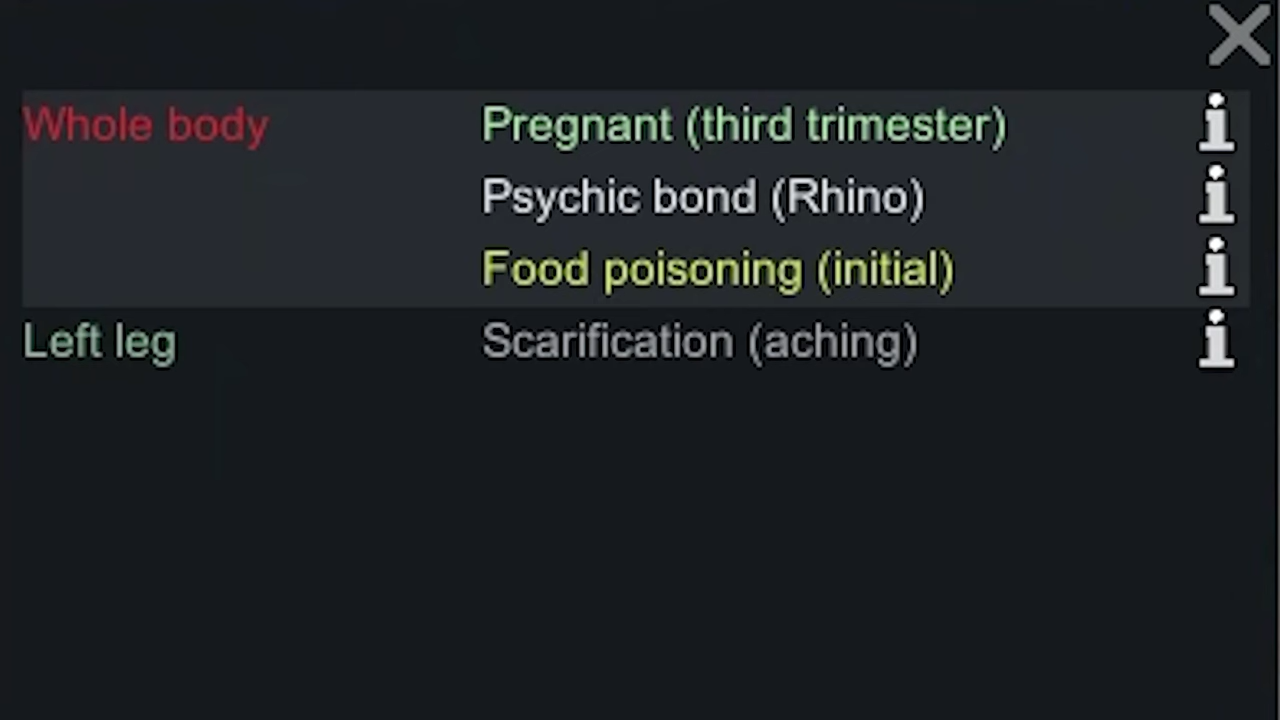 Whole body Pregnant (third trimester)
Psychic bond (Rhino)
Food poisoning (initial)
Left leg Scarification (aching)